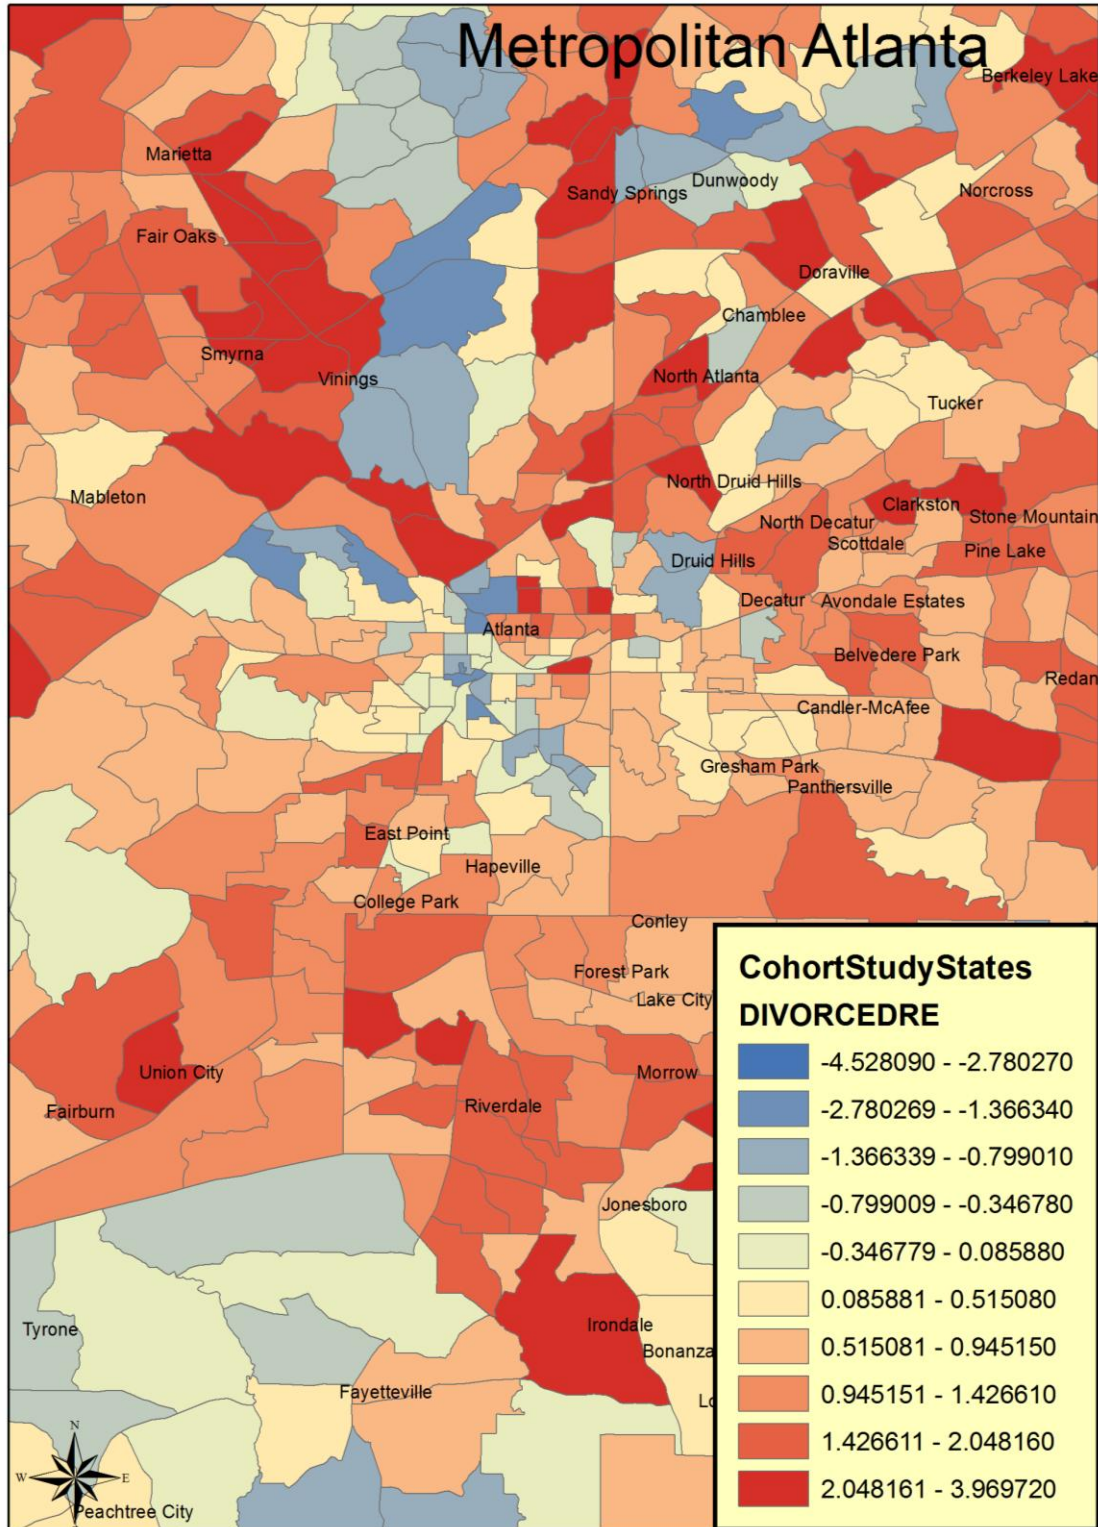 Metropolitan Atlanta
Berkeley Lake
Marietta
Dunwoody
Sandy Springs
Norcross
Fair Oaks
Doraville
Chamblee
Smyrna
Vinings
North Atlanta
Tucker
North Druid Hills
Mableton
Clarkston
Stone Mountain
North Decatur
Scottdale
Druid Hills
Pine Lake
Decatur
Avondale Estates
Atlanta
Belvedere Park
Redan
Candler-McAfee
Gresham Park
Panthersville
East Point
Hapeville
College Park
Conley
Forest Park
Lake City
Union City
Morrow
Fairburn
Riverdale
Jonesboro
Tyrone
Irondale
Bonanza
Fayetteville
Lo
Peachtree City
N
W
E
S
CohortStudyStates
DIVORCEDRE
-4.528090 - -2.780270
-2.780269 - -1.366340
-1.366339 - -0.799010
-0.799009 - -0.346780
-0.346779 - 0.085880
0.085881 - 0.515080
0.515081 - 0.945150
0.945151 - 1.426610
1.426611 - 2.048160
2.048161 - 3.969720